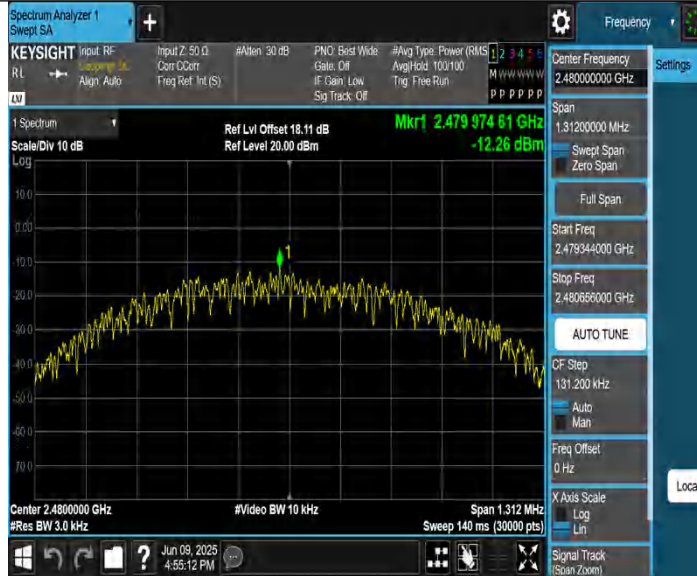 Spectrum Analyzer 1
Swept SA
+
Frequency
KEYSIGHT
RL
Input: RF
Align: Auto
Input Z: 50 Ω
Corr CCorr
Freq Ref: Int (S)
#Atten: 30 dB
PNO: Best Wide
Gate: Off
IF Gain: Low
Sig Track: Off
#Avg Type: Power (RMS
Avg|Hold: 100/100
Trig: Free Run
1 2 3 4 5 6
M W W W W W
P P P P P P
1 Spectrum
Scale/Div 10 dB
Log
Ref Lvl Offset 18.11 dB
Ref Level 20.00 dBm
Mkr1 2.479 974 61 GHz
-12.26 dBm
10.0
0.00
-10.0
-20.0
-30.0
-40.0
-50.0
-60.0
-70.0
1
Center 2.4800000 GHz
#Res BW 3.0 kHz
#Video BW 10 kHz
Span 1.312 MHz
Sweep 140 ms (30000 pts)
?
Jun 09, 2025
4:55:12 PM
Center Frequency
2.480000000 GHz
Span
1.31200000 MHz
Swept Span
Zero Span
Full Span
Start Freq
2.479344000 GHz
Stop Freq
2.480656000 GHz
AUTO TUNE
CF Step
131.200 kHz
Auto
Man
Freq Offset
0 Hz
X Axis Scale
Log
Lin
Signal Track
(Span Zoom)
Settings
Loca